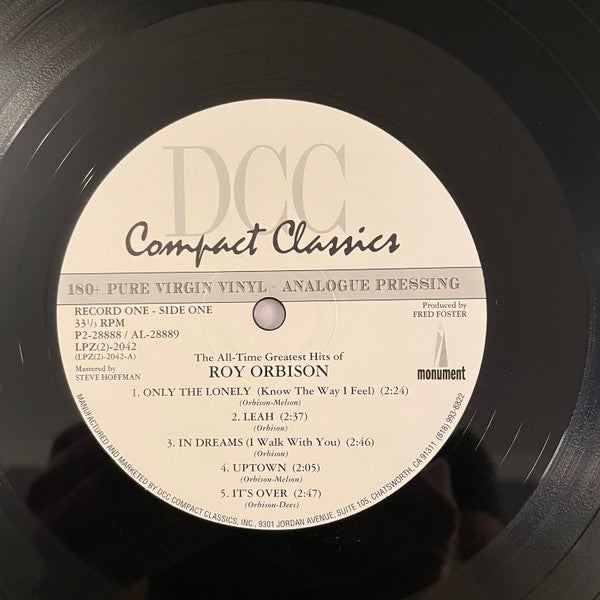 DCC
Compact Classics
180+ PURE VIRGIN VINYL - ANALOGUE PRESSING
RECORD ONE - SIDE ONE
33 1/3 RPM
P2-28888 / AL-28889
LPZ(2)-2042
(LPZ(2)-2042-A)
Mastered by
STEVE HOFFMAN
Produced by
FRED FOSTER
monument
The All-Time Greatest Hits of
ROY ORBISON
1. ONLY THE LONELY (Know The Way I Feel) (2:24)
(Orbison-Melson)
2. LEAH (2:37)
(Orbison)
3. IN DREAMS (I Walk With You) (2:46)
(Orbison)
4. UPTOWN (2:05)
(Orbison-Melson)
5. IT'S OVER (2:47)
(Orbison-Dees)
MANUFACTURED AND MARKETED BY DCC COMPACT CLASSICS, INC., 9301 JORDAN AVENUE, SUITE 105, CHATSWORTH, CA 91311 (818) 993-8822